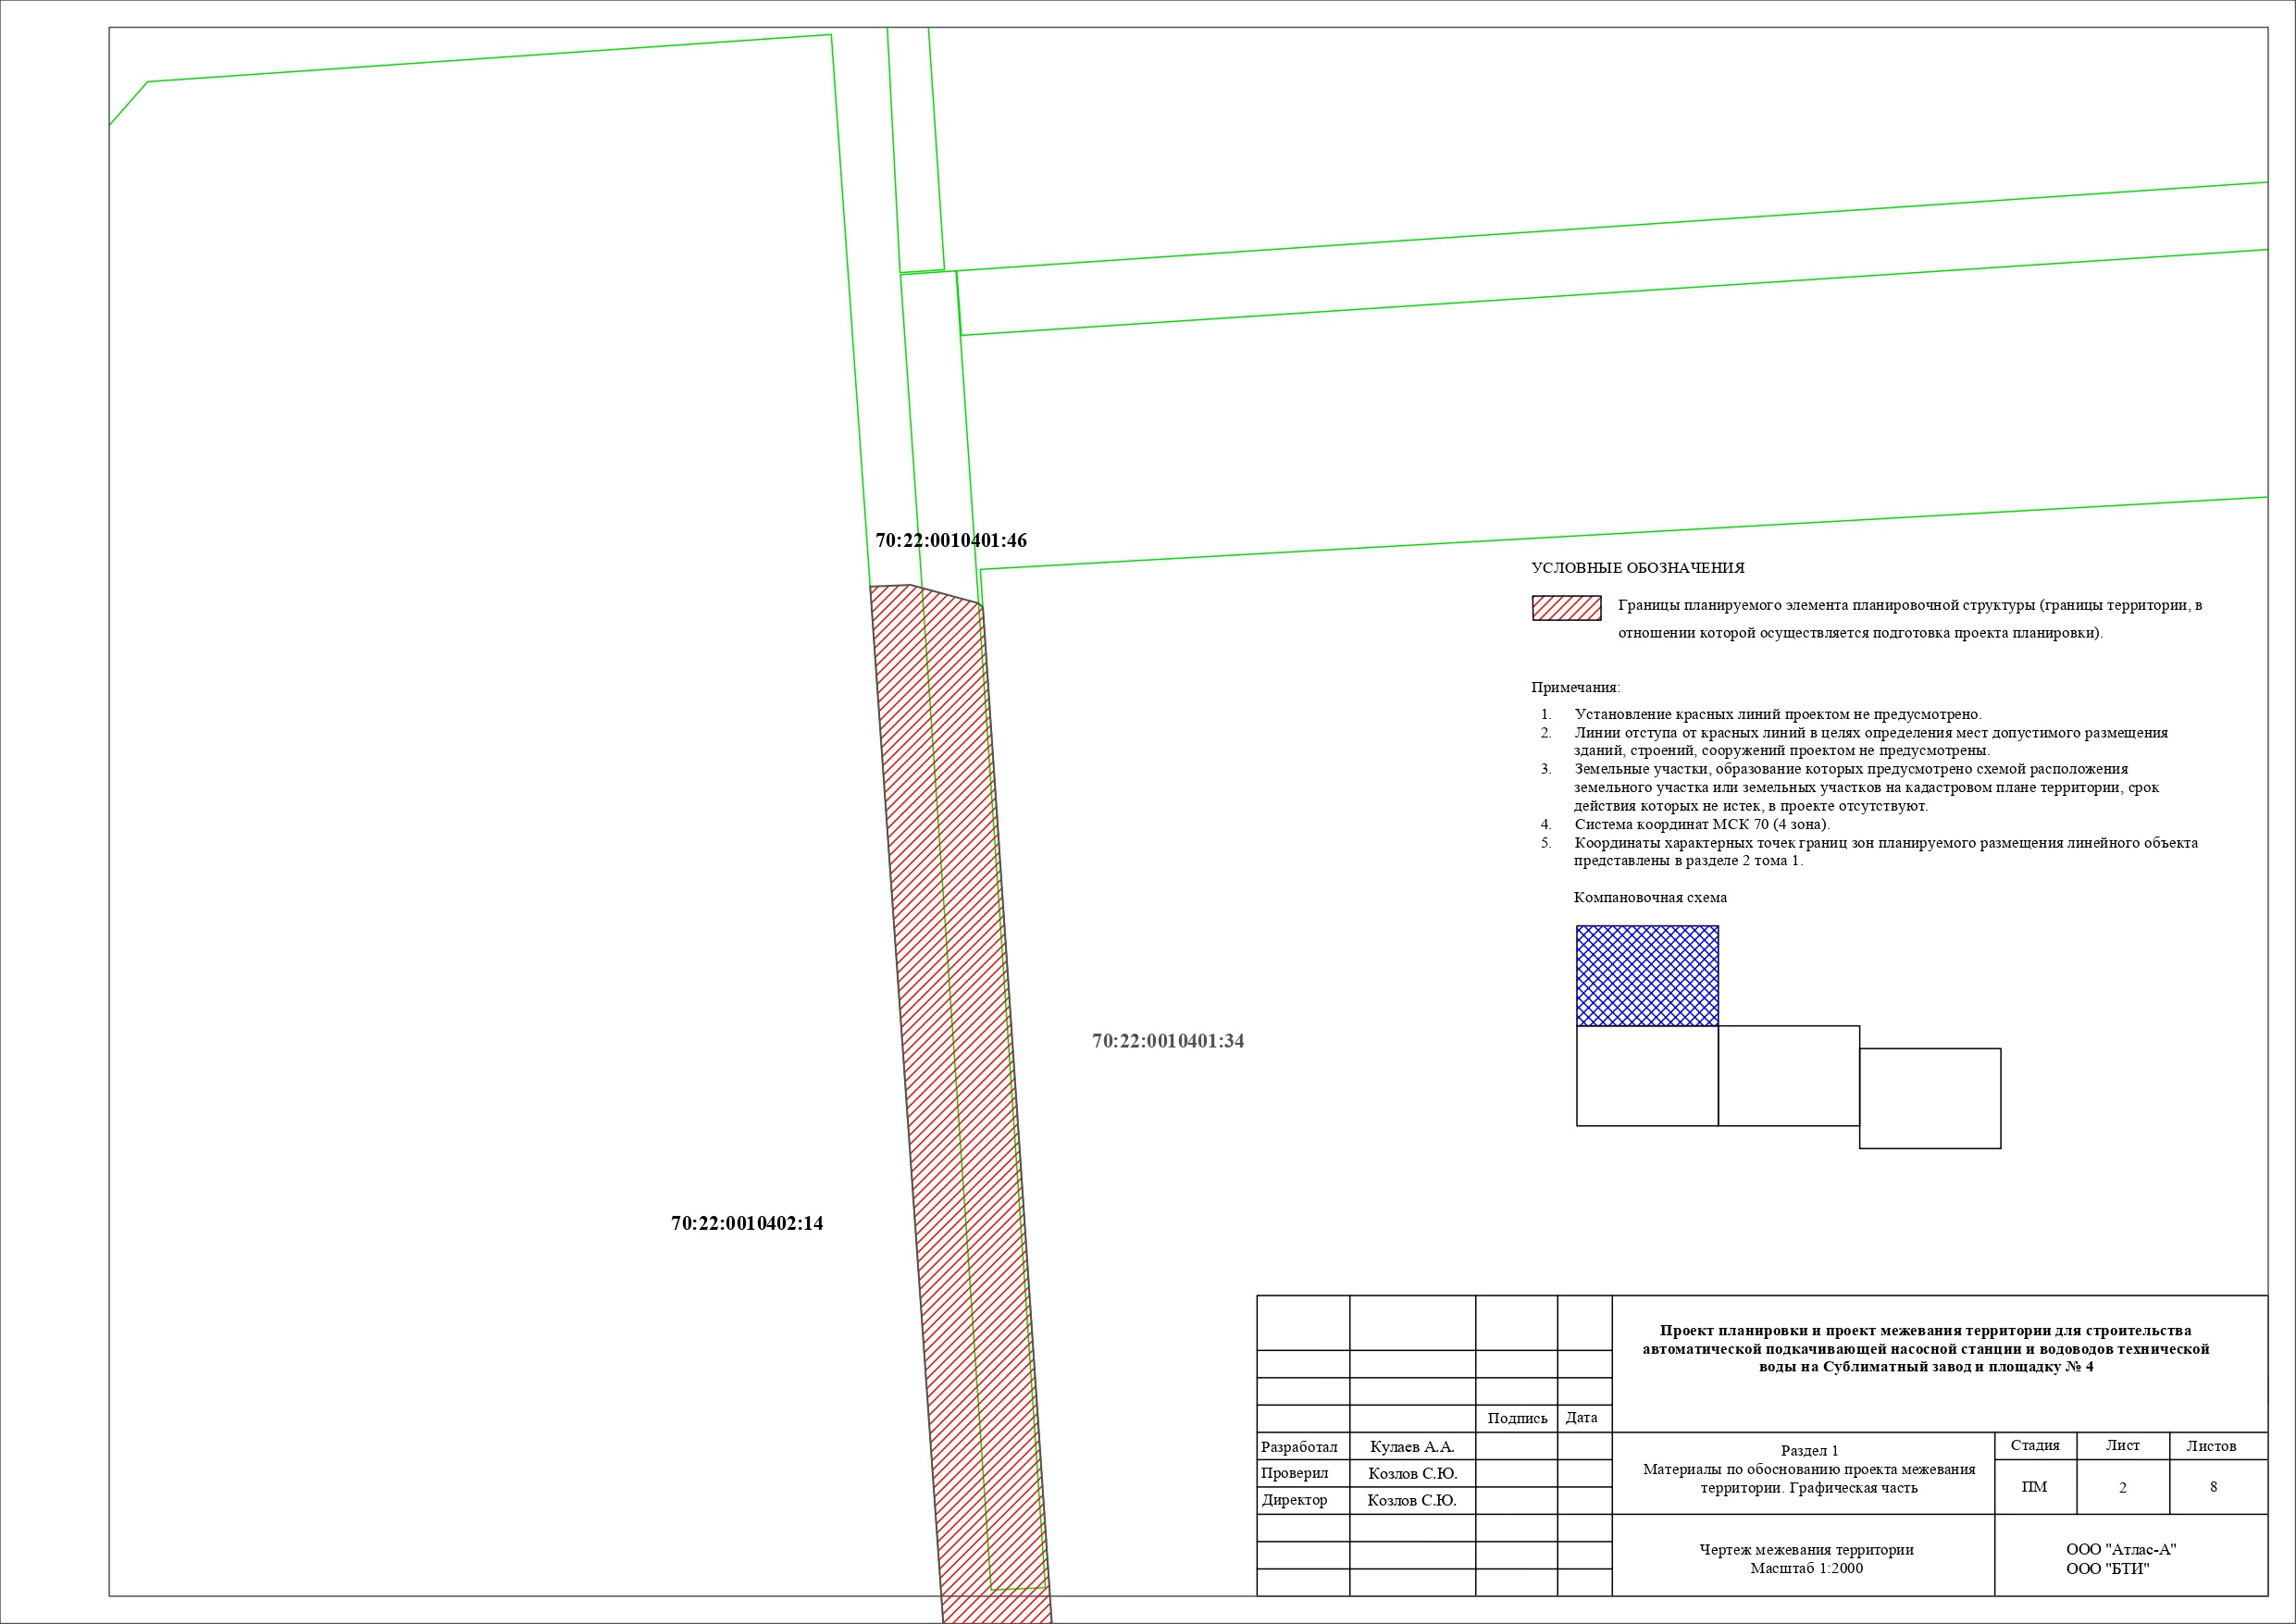 70:22:0010401:46
УСЛОВНЫЕ ОБОЗНАЧЕНИЯ
Границы планируемого элемента планировочной структуры (границы территории, в
отношении которой осуществляется подготовка проекта планировки).
Примечания:
1. Установление красных линий проектом не предусмотрено.
2. Линии отступа от красных линий в целях определения мест допустимого размещения
зданий, строений, сооружений проектом не предусмотрены.
3. Земельные участки, образование которых предусмотрено схемой расположения
земельного участка или земельных участков на кадастровом плане территории, срок
действия которых не истек, в проекте отсутствуют.
4. Система координат МСК 70 (4 зона).
5. Координаты характерных точек границ зон планируемого размещения линейного объекта
представлены в разделе 2 тома 1.
Компановочная схема
70:22:0010401:34
70:22:0010402:14
Проект планировки и проект межевания территории для строительства
автоматической подкачивающей насосной станции и водоводов технической
воды на Сублиматный завод и площадку № 4
Подпись Дата
Разработал Кулаев А.А.
Проверил Козлов С.Ю.
Директор Козлов С.Ю.
Раздел 1
Материалы по обоснованию проекта межевания
территории. Графическая часть
Стадия Лист Листов
ПМ 2 8
Чертеж межевания территории
Масштаб 1:2000
ООО "Атлас-А"
ООО "БТИ"